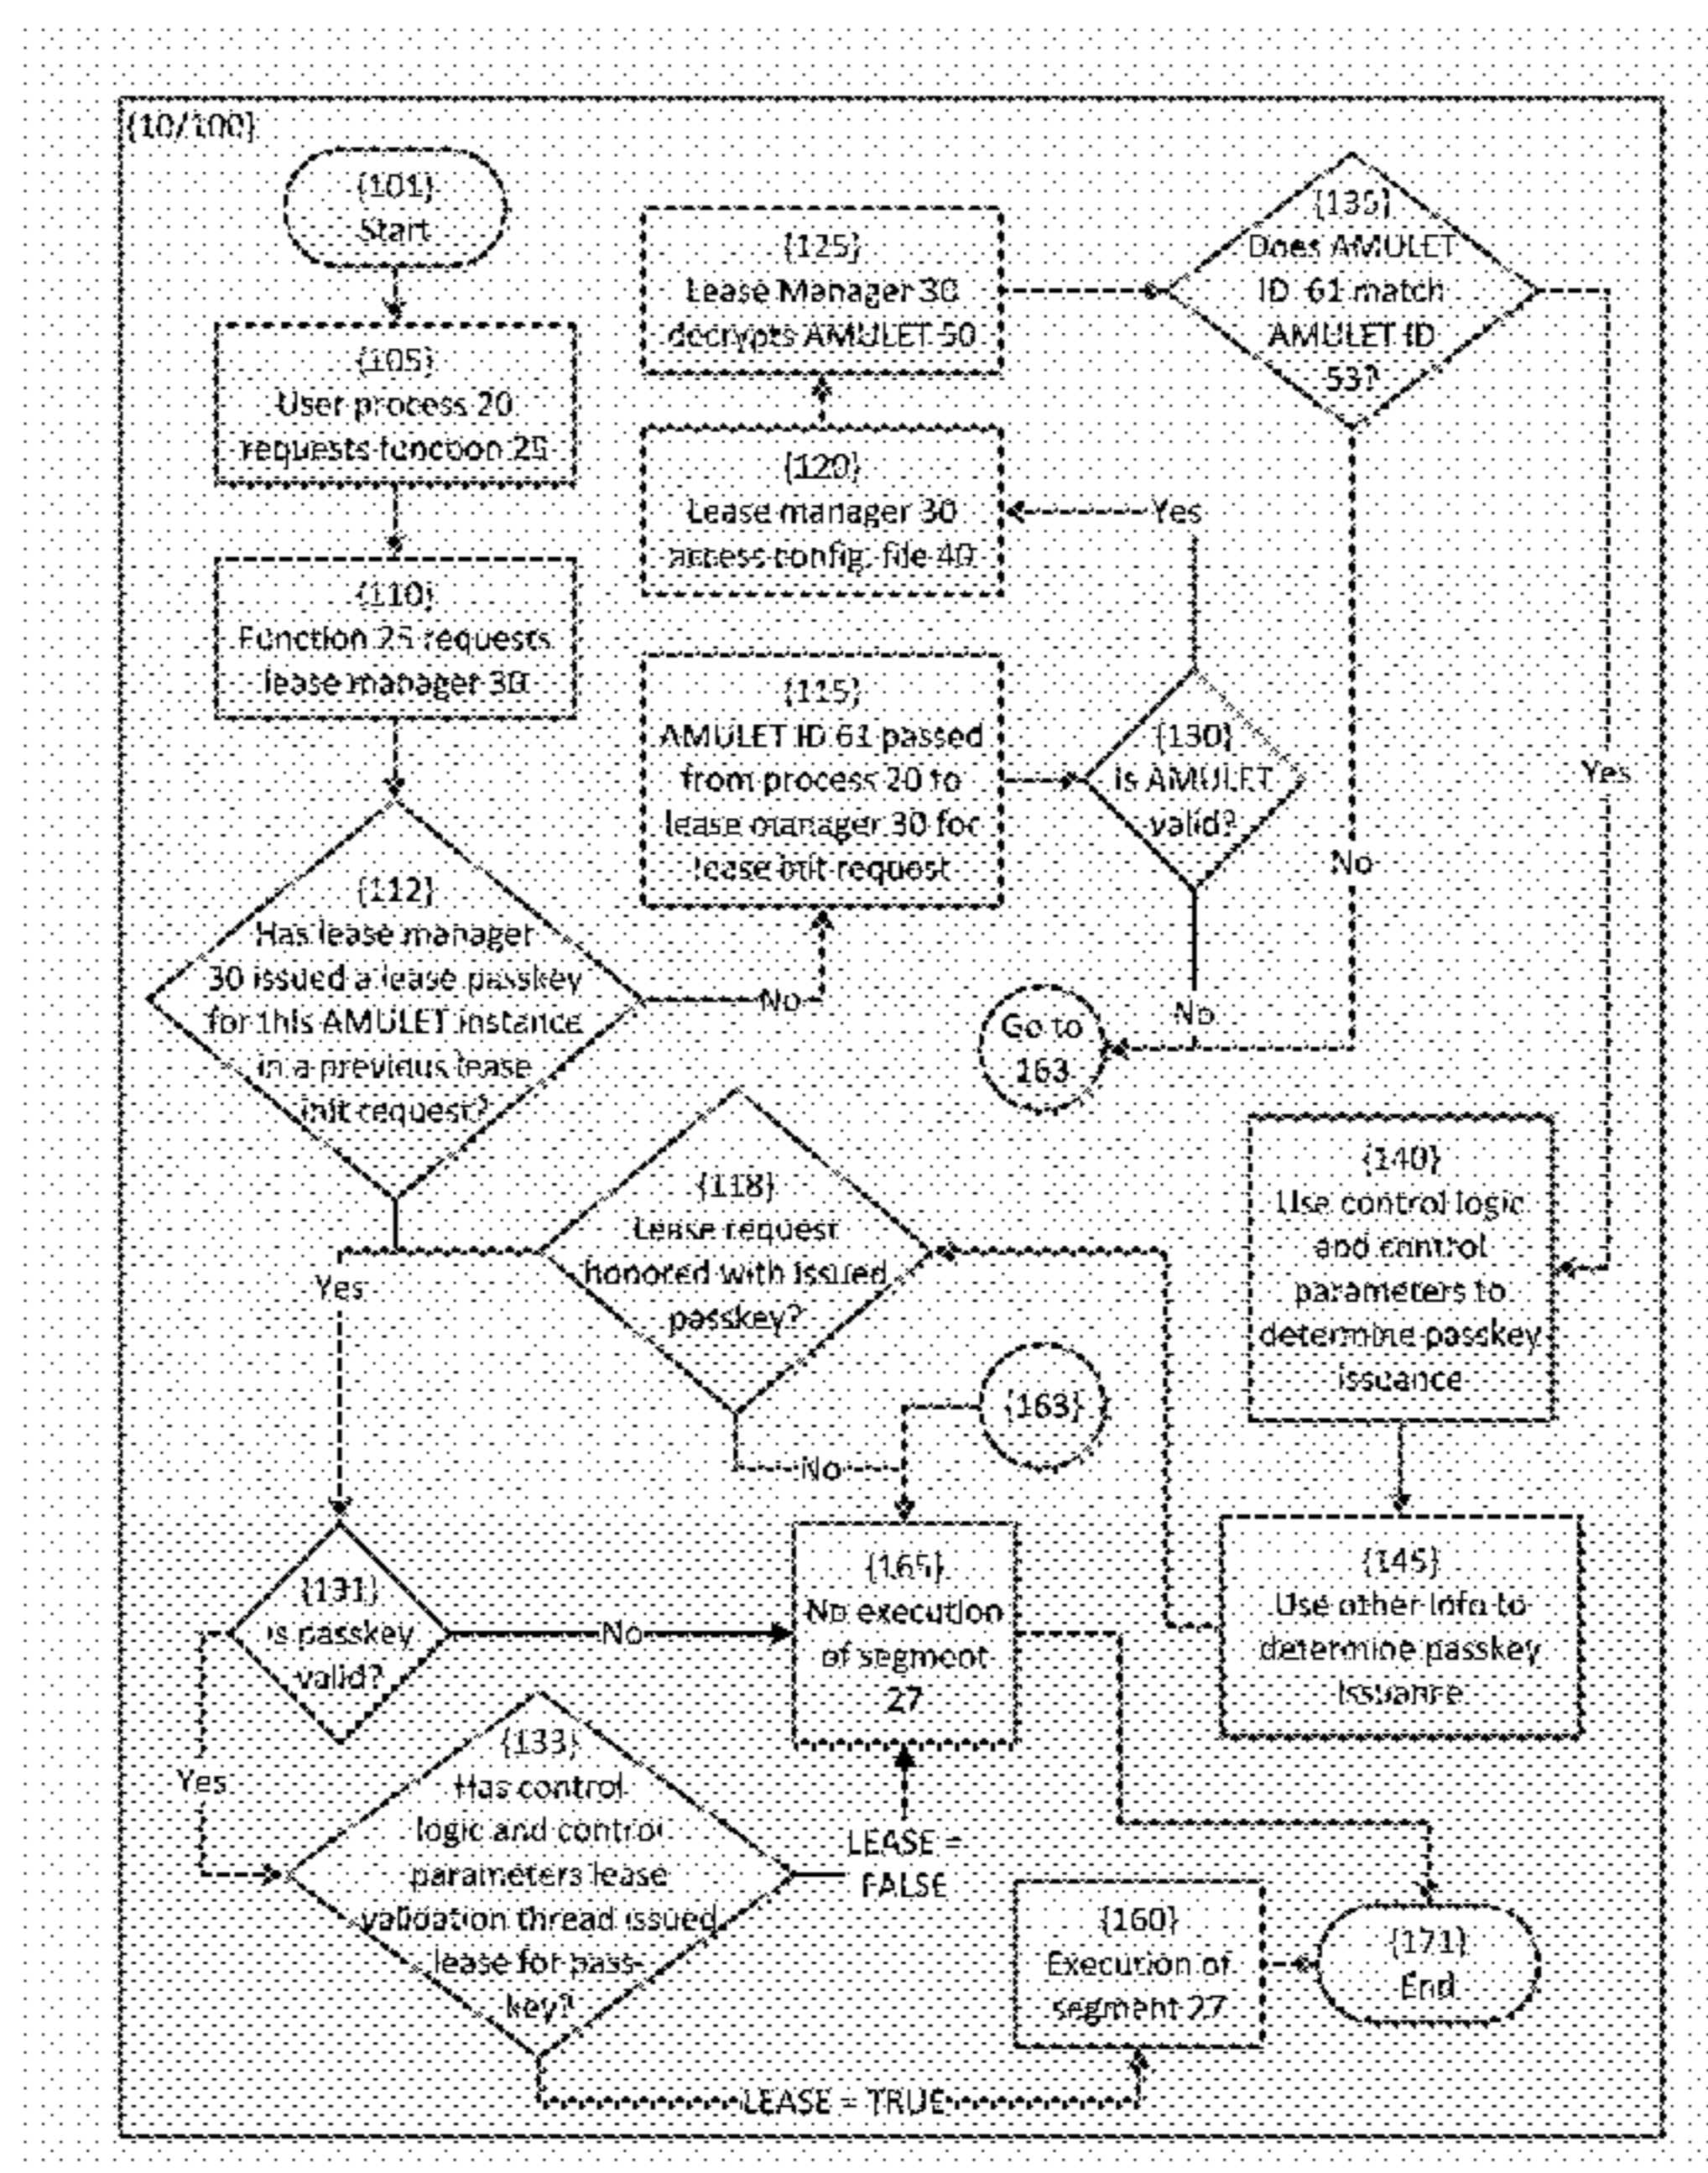 {10/100}
{101}
Start
{105}
User process 20
requests function 25
{110}
Function 25 requests
lease manager 30
{112}
Has lease manager
30 issued a lease passkey
for this AMULET instance
in a previous lease
init request?
No
Yes
{115}
AMULET ID 61 passed
from process 20 to
lease manager 30 for
lease init request
{130}
is AMULET
valid?
Yes
No
{120}
Lease manager 30
access config. file 40
{125}
Lease Manager 30
decrypts AMULET 50
{135}
Does AMULET
ID 61 match
AMULET ID
53?
Yes
No
Go to
163
{140}
Use control logic
and control
parameters to
determine passkey
issuance
{145}
Use other info to
determine passkey
issuance
{118}
Lease request
honored with issued
passkey?
No
{163}
{131}
is passkey
valid?
No
Yes
{165}
No execution
of segment
27
{133}
Has control
logic and control
parameters lease
validation thread issued
lease for pass-
key?
LEASE =
FALSE
LEASE = TRUE
{160}
Execution of
segment 27
{171}
End